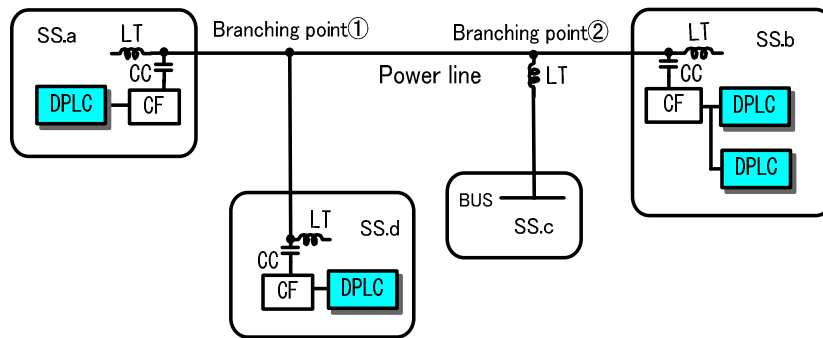 SS.a
LT
CC
DPLC
CF
Branching point①
Branching point②
Power line
LT
LT
SS.b
CC
CF
DPLC
DPLC
BUS
SS.c
LT
SS.d
CC
CF
DPLC